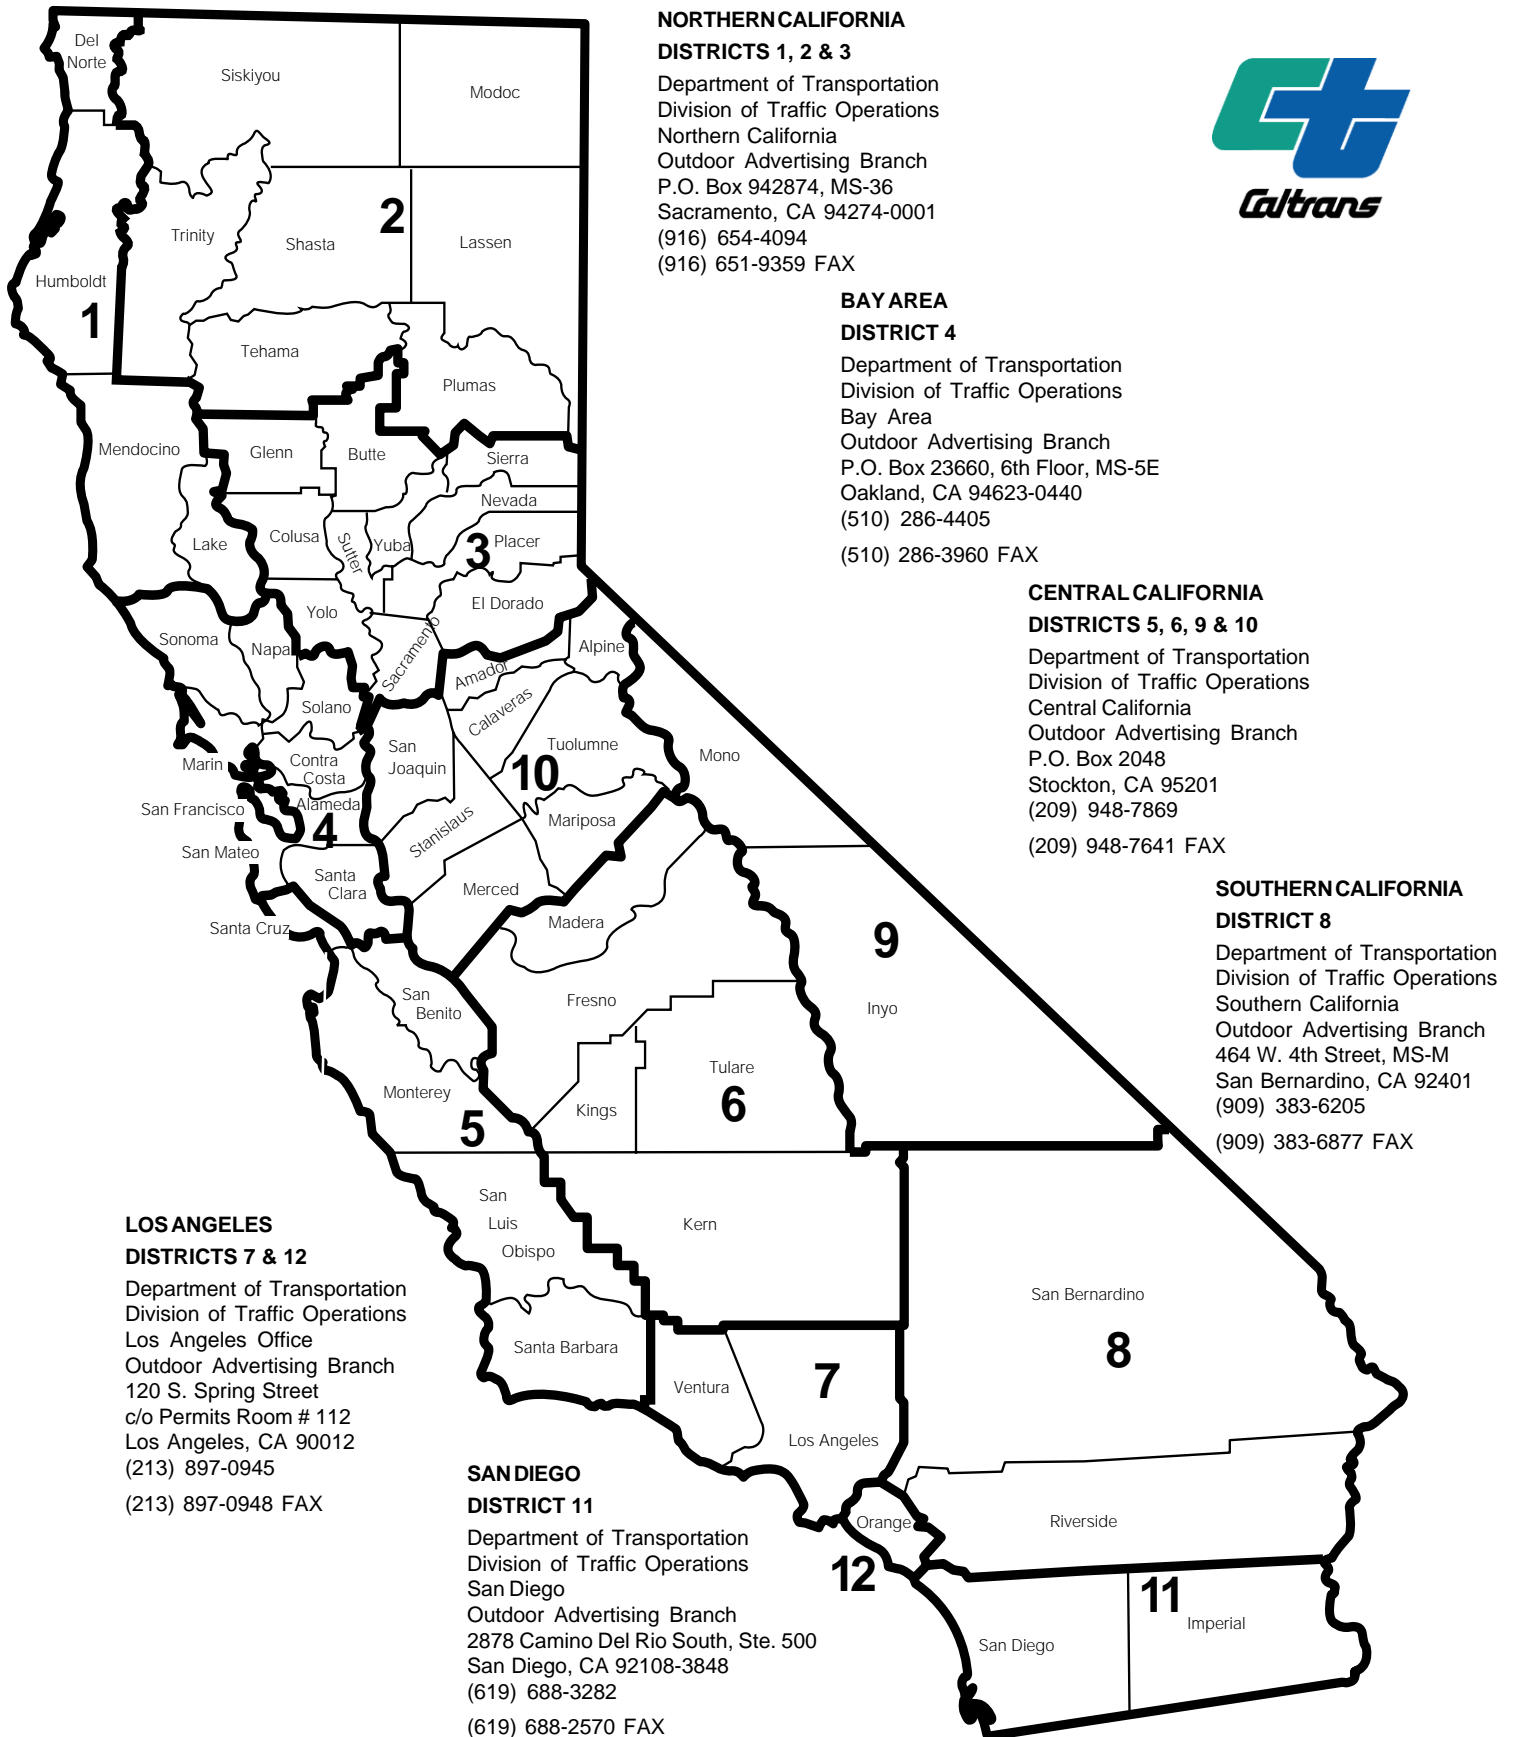 NORTHERN CALIFORNIA
DISTRICTS 1, 2 & 3
Department of Transportation
Division of Traffic Operations
Northern California
Outdoor Advertising Branch
P.O. Box 942874, MS-36
Sacramento, CA 94274-0001
(916) 654-4094
(916) 651-9359 FAX
Caltrans
BAY AREA
DISTRICT 4
Department of Transportation
Division of Traffic Operations
Bay Area
Outdoor Advertising Branch
P.O. Box 23660, 6th Floor, MS-5E
Oakland, CA 94623-0440
(510) 286-4405
(510) 286-3960 FAX
CENTRAL CALIFORNIA
DISTRICTS 5, 6, 9 & 10
Department of Transportation
Division of Traffic Operations
Central California
Outdoor Advertising Branch
P.O. Box 2048
Stockton, CA 95201
(209) 948-7869
(209) 948-7641 FAX
SOUTHERN CALIFORNIA
DISTRICT 8
Department of Transportation
Division of Traffic Operations
Southern California
Outdoor Advertising Branch
464 W. 4th Street, MS-M
San Bernardino, CA 92401
(909) 383-6205
(909) 383-6877 FAX
LOS ANGELES
DISTRICTS 7 & 12
Department of Transportation
Division of Traffic Operations
Los Angeles Office
Outdoor Advertising Branch
120 S. Spring Street
c/o Permits Room # 112
Los Angeles, CA 90012
(213) 897-0945
(213) 897-0948 FAX
SAN DIEGO
DISTRICT 11
Department of Transportation
Division of Traffic Operations
San Diego
Outdoor Advertising Branch
2878 Camino Del Rio South, Ste. 500
San Diego, CA 92108-3848
(619) 688-3282
(619) 688-2570 FAX
Del
Norte
Siskiyou
Modoc
2
Trinity
Shasta
Lassen
Humboldt
1
Tehama
Plumas
Mendocino
Glenn
Butte
Sierra
Nevada
Lake
Colusa
Sutter
Yuba
3
Placer
Yolo
El Dorado
Sonoma
Napa
Sacramento
Amador
Alpine
Solano
Calaveras
Marin
Contra
Costa
San
Joaquin
Tuolumne
10
Mono
San Francisco
Alameda
4
Stanislaus
Mariposa
San Mateo
Santa
Clara
Merced
Santa Cruz
Madera
9
San
Benito
Fresno
Inyo
Monterey
5
Kings
Tulare
6
San
Luis
Obispo
Kern
San Bernardino
8
Santa Barbara
Ventura
7
Los Angeles
Orange
12
Riverside
11
San Diego
Imperial